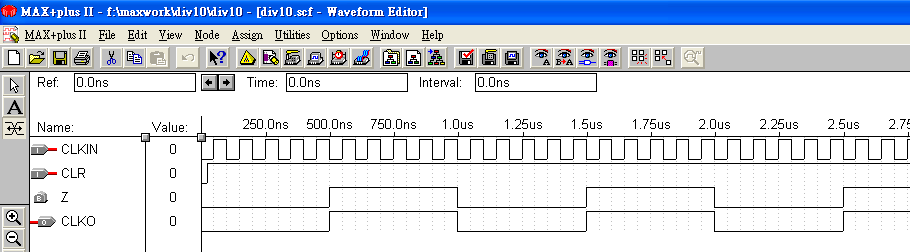 MAX+plus II - f:\maxwork\div10\div10 - [div10.scf - Waveform Editor]
MAX+plus II File Edit View Node Assign Utilities Options Window Help
Ref: 0.0ns Time: 0.0ns Interval: 0.0ns
Name: Value: 250.0ns 500.0ns 750.0ns 1.0us 1.25us 1.5us 1.75us 2.0us 2.25us 2.5us 2.75
CLKIN 0
CLR 0
Z 0
CLKO 0